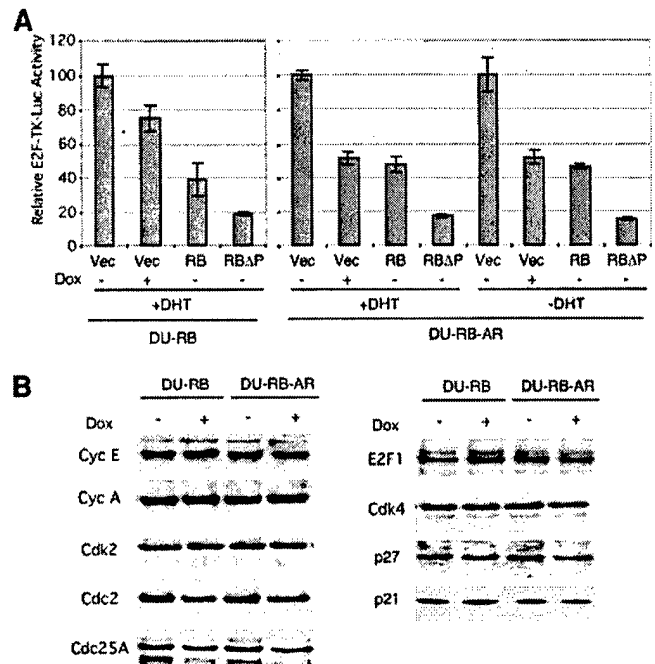 A
Relative E2F-TK-Luc Activity
120
100
80
60
40
20
0
Vec Vec RB RBΔP Vec Vec RB RBΔP Vec Vec RB RBΔP
Dox - + - - - + - - - + - -
+DHT +DHT -DHT
DU-RB DU-RB-AR
B
DU-RB DU-RB-AR
Dox - + - +
Cyc E
Cyc A
Cdk2
Cdc2
Cdc25A
DU-RB DU-RB-AR
Dox - + - +
E2F1
Cdk4
p27
p21